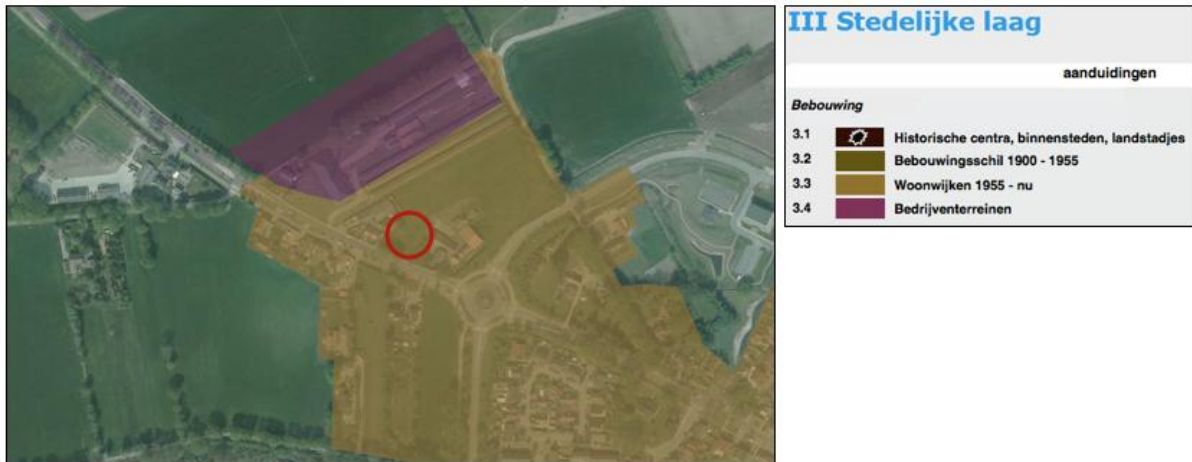 III Stedelijke laag
aanduidingen
Bebouwing
3.1 Historische centra, binnensteden, landstadjes
3.2 Bebouwingsschil 1900 - 1955
3.3 Woonwijken 1955 - nu
3.4 Bedrijventerreinen